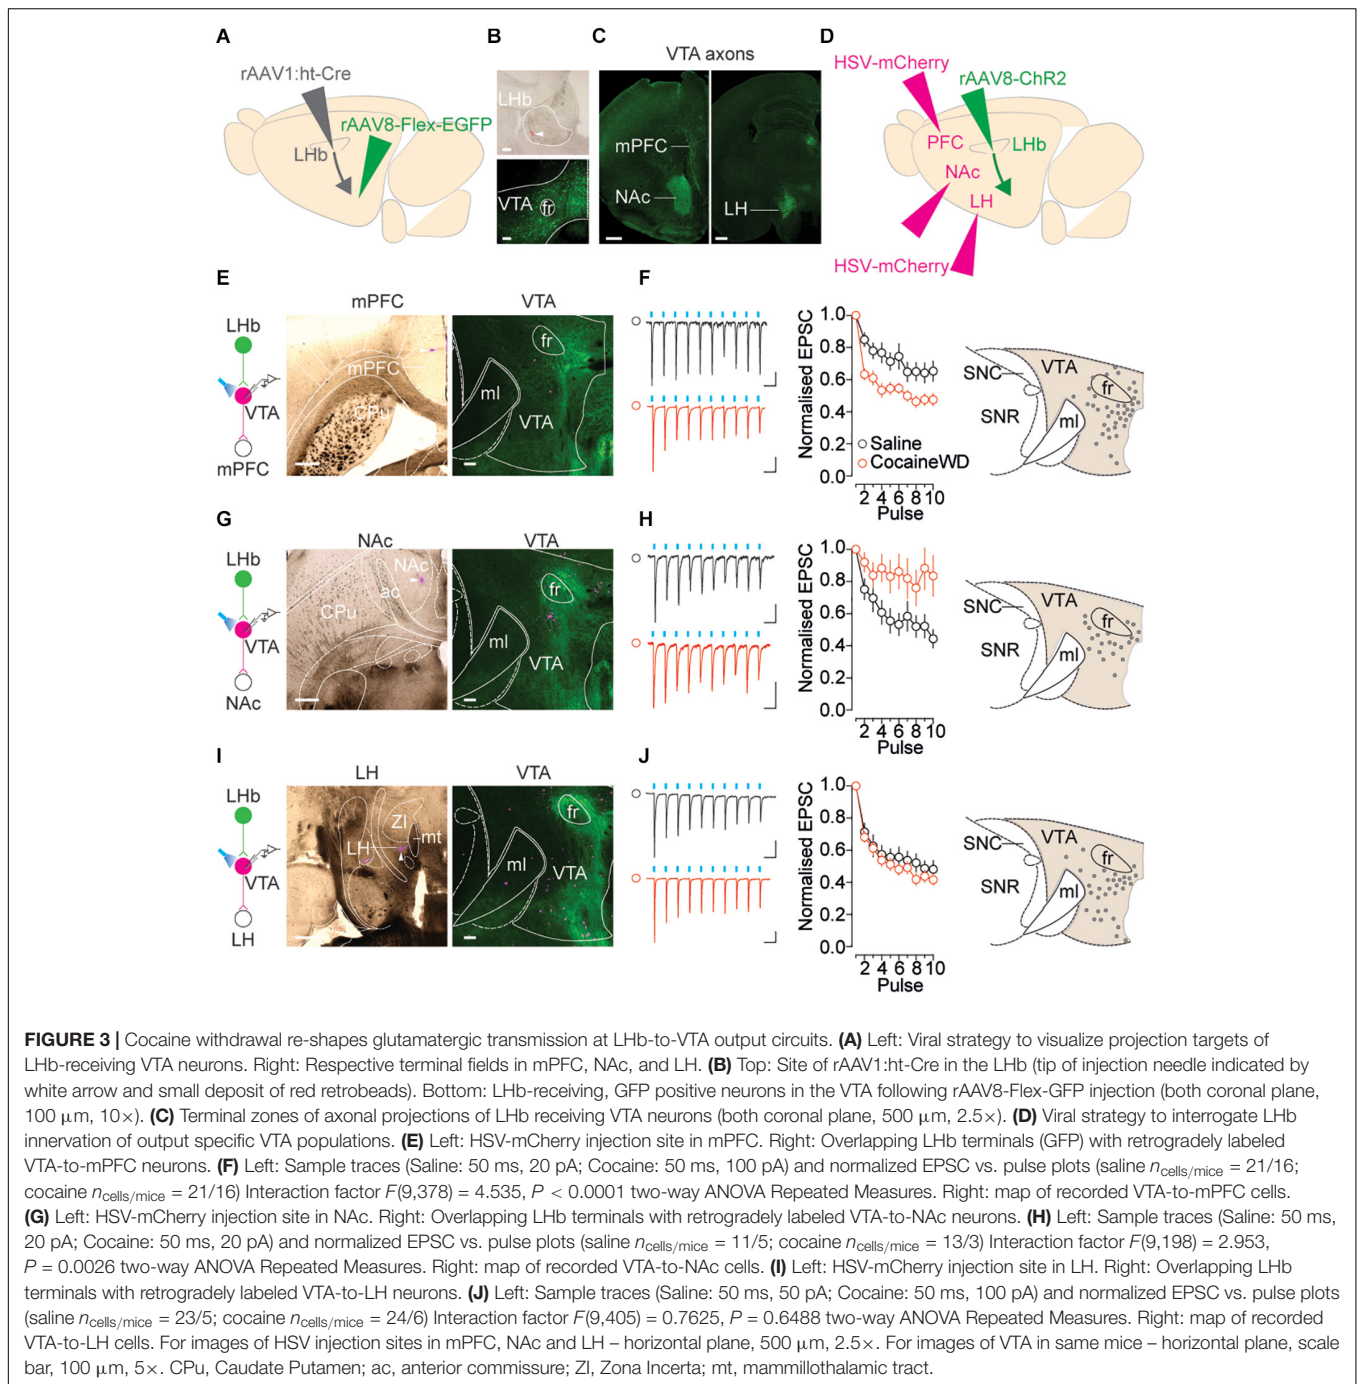 A
B
C
D
VTA axons
rAAV1:ht-Cre
rAAV8-Flex-EGFP
LHb
LHb
VTA
fr
mPFC
NAc
LH
HSV-mCherry
rAAV8-ChR2
PFC
LHb
NAc
LH
HSV-mCherry
E
mPFC
VTA
LHb
VTA
mPFC
mPFC
CPu
fr
ml
VTA
F
Normalised EPSC
1.0
0.8
0.6
0.4
0.2
0.0
Saline
CocaineWD
2 4 6 8 10
Pulse
SNC
VTA
fr
SNR
ml
G
NAc
VTA
LHb
VTA
NAc
NAc
ac
CPu
fr
ml
VTA
H
Normalised EPSC
1.0
0.8
0.6
0.4
0.2
0.0
2 4 6 8 10
Pulse
SNC
VTA
fr
SNR
ml
I
LH
VTA
LHb
VTA
LH
ZI
mt
LH
fr
ml
VTA
J
Normalised EPSC
1.0
0.8
0.6
0.4
0.2
0.0
2 4 6 8 10
Pulse
SNC
VTA
fr
SNR
ml
FIGURE 3 | Cocaine withdrawal re-shapes glutamatergic transmission at LHb-to-VTA output circuits. (A) Left: Viral strategy to visualize projection targets of
LHb-receiving VTA neurons. Right: Respective terminal fields in mPFC, NAc, and LH. (B) Top: Site of rAAV1:ht-Cre in the LHb (tip of injection needle indicated by
white arrow and small deposit of red retrobeads). Bottom: LHb-receiving, GFP positive neurons in the VTA following rAAV8-Flex-GFP injection (both coronal plane,
100 μm, 10×). (C) Terminal zones of axonal projections of LHb receiving VTA neurons (both coronal plane, 500 μm, 2.5×). (D) Viral strategy to interrogate LHb
innervation of output specific VTA populations. (E) Left: HSV-mCherry injection site in mPFC. Right: Overlapping LHb terminals (GFP) with retrogradely labeled
VTA-to-mPFC neurons. (F) Left: Sample traces (Saline: 50 ms, 20 pA; Cocaine: 50 ms, 100 pA) and normalized EPSC vs. pulse plots (saline ncells/mice = 21/16;
cocaine ncells/mice = 21/16) Interaction factor F(9,378) = 4.535, P < 0.0001 two-way ANOVA Repeated Measures. Right: map of recorded VTA-to-mPFC cells.
(G) Left: HSV-mCherry injection site in NAc. Right: Overlapping LHb terminals with retrogradely labeled VTA-to-NAc neurons. (H) Left: Sample traces (Saline: 50 ms,
20 pA; Cocaine: 50 ms, 20 pA) and normalized EPSC vs. pulse plots (saline ncells/mice = 11/5; cocaine ncells/mice = 13/3) Interaction factor F(9,198) = 2.953,
P = 0.0026 two-way ANOVA Repeated Measures. Right: map of recorded VTA-to-NAc cells. (I) Left: HSV-mCherry injection site in LH. Right: Overlapping LHb
terminals with retrogradely labeled VTA-to-LH neurons. (J) Left: Sample traces (Saline: 50 ms, 50 pA; Cocaine: 50 ms, 100 pA) and normalized EPSC vs. pulse plots
(saline ncells/mice = 23/5; cocaine ncells/mice = 24/6) Interaction factor F(9,405) = 0.7625, P = 0.6488 two-way ANOVA Repeated Measures. Right: map of recorded
VTA-to-LH cells. For images of HSV injection sites in mPFC, NAc and LH – horizontal plane, 500 μm, 2.5×. For images of VTA in same mice – horizontal plane, scale
bar, 100 μm, 5×. CPu, Caudate Putamen; ac, anterior commissure; ZI, Zona Incerta; mt, mammillothalamic tract.